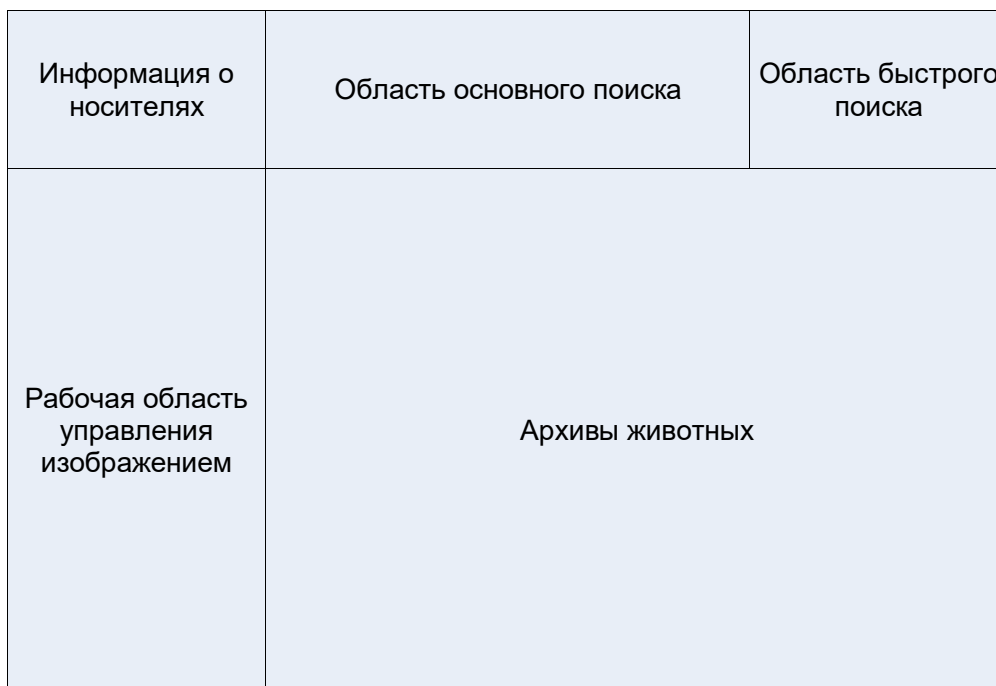 Информация о
носителях
Область основного поиска
Область быстрого
поиска
Рабочая область
управления
изображением
Архивы животных